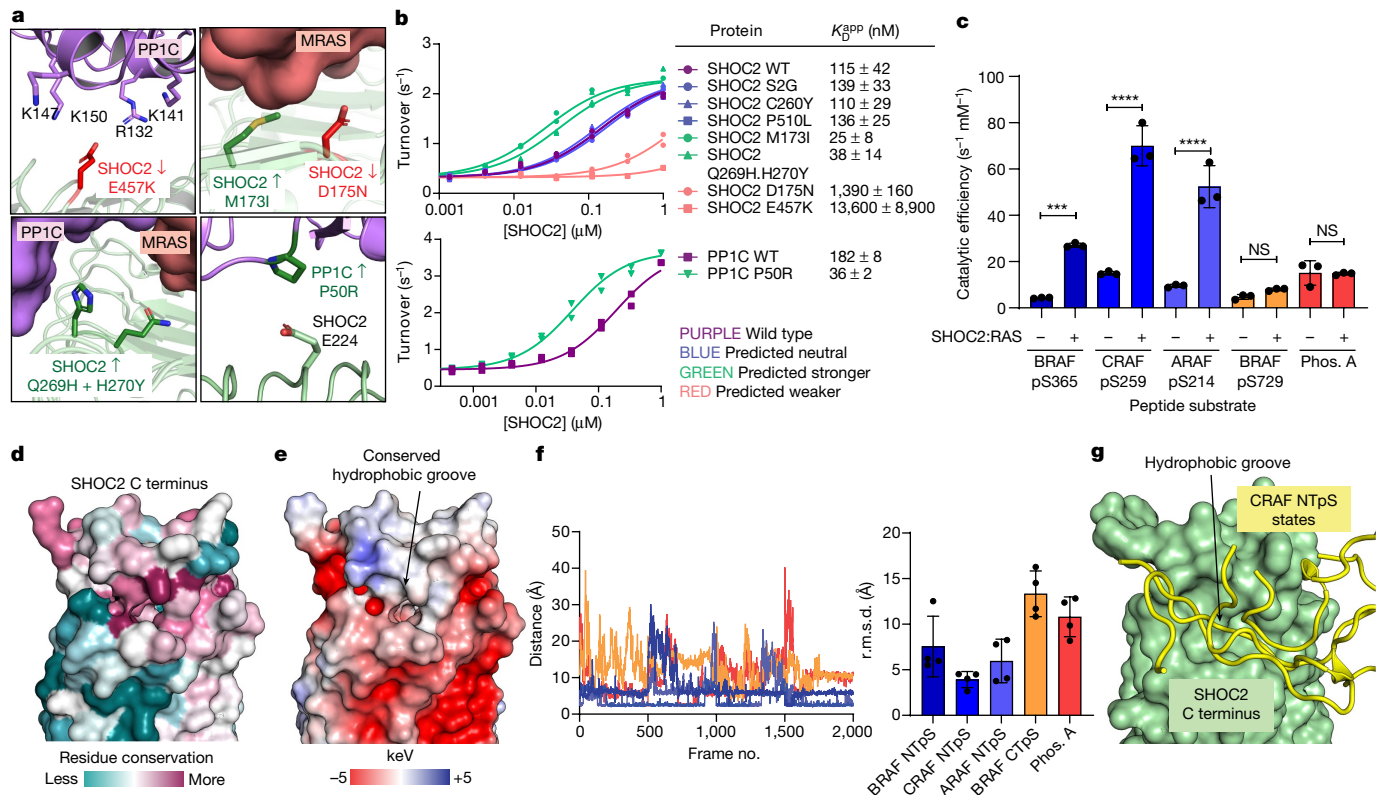 a
PP1C
K147
K150
R132
K141
SHOC2 ↓
E457K
MRAS
SHOC2 ↑
M173I
SHOC2 ↓
D175N
PP1C
MRAS
SHOC2 ↑
Q269H + H270Y
PP1C ↑
P50R
SHOC2
E224
b
3
2
1
0
Turnover (s⁻¹)
0.001
0.01
0.1
1
[SHOC2] (μM)
Protein
K_D^app (nM)
SHOC2 WT 115 ± 42
SHOC2 S2G 139 ± 33
SHOC2 C260Y 110 ± 29
SHOC2 P510L 136 ± 25
SHOC2 M173I 25 ± 8
SHOC2 38 ± 14
Q269H.H270Y
SHOC2 D175N 1,390 ± 160
SHOC2 E457K 13,600 ± 8,900
4
3
2
1
0
Turnover (s⁻¹)
0.001
0.01
0.1
1
[SHOC2] (μM)
PP1C WT 182 ± 8
PP1C P50R 36 ± 2
PURPLE Wild type
BLUE Predicted neutral
GREEN Predicted stronger
RED Predicted weaker
c
100
80
60
40
20
0
Catalytic efficiency (s⁻¹ mM⁻¹)
***
****
****
NS
NS
SHOC2:RAS − + − + − + − + − +
BRAF CRAF ARAF BRAF Phos. A
pS365 pS259 pS214 pS729
Peptide substrate
d
SHOC2 C terminus
Residue conservation
Less
More
e
Conserved
hydrophobic groove
keV
−5
+5
f
50
40
30
20
10
0
Distance (Å)
0
500
1,000
1,500
2,000
Frame no.
20
15
10
5
0
r.m.s.d. (Å)
BRAF NTpS
CRAF NTpS
ARAF NTpS
BRAF CTpS
Phos. A
g
Hydrophobic groove
CRAF NTpS
states
SHOC2
C terminus